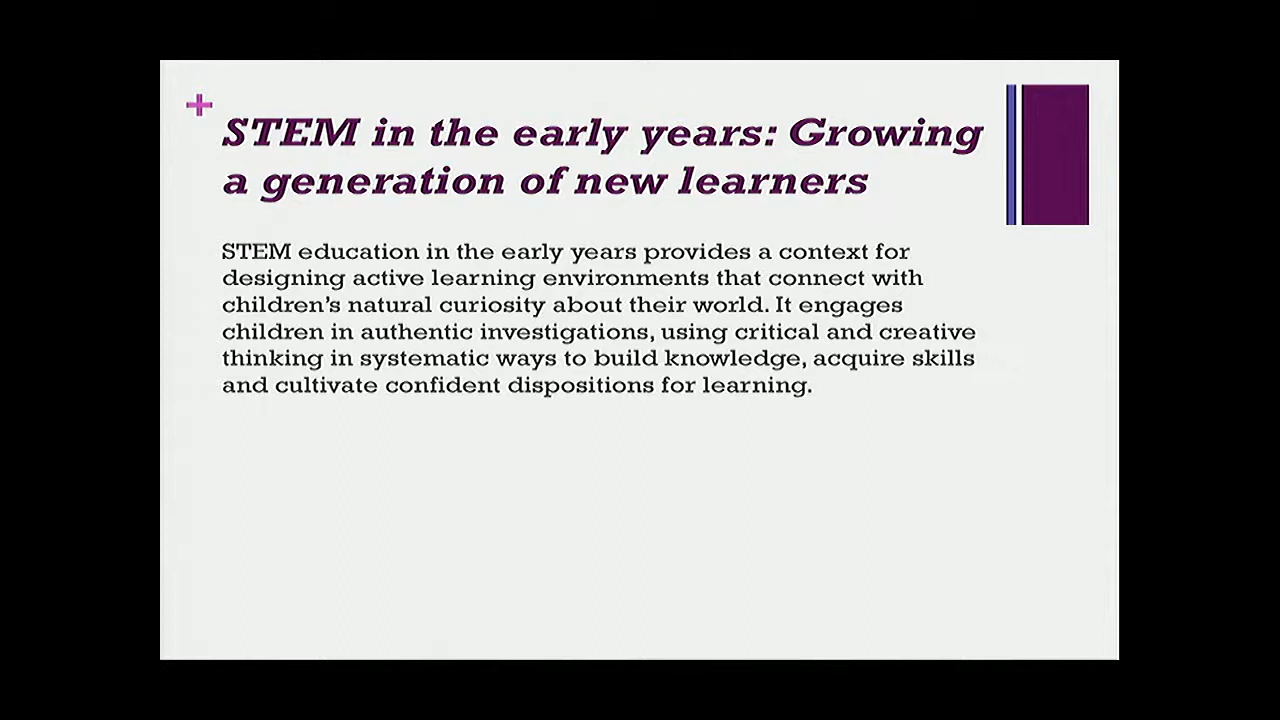 +
STEM in the early years: Growing
a generation of new learners
STEM education in the early years provides a context for
designing active learning environments that connect with
children's natural curiosity about their world. It engages
children in authentic investigations, using critical and creative
thinking in systematic ways to build knowledge, acquire skills
and cultivate confident dispositions for learning.